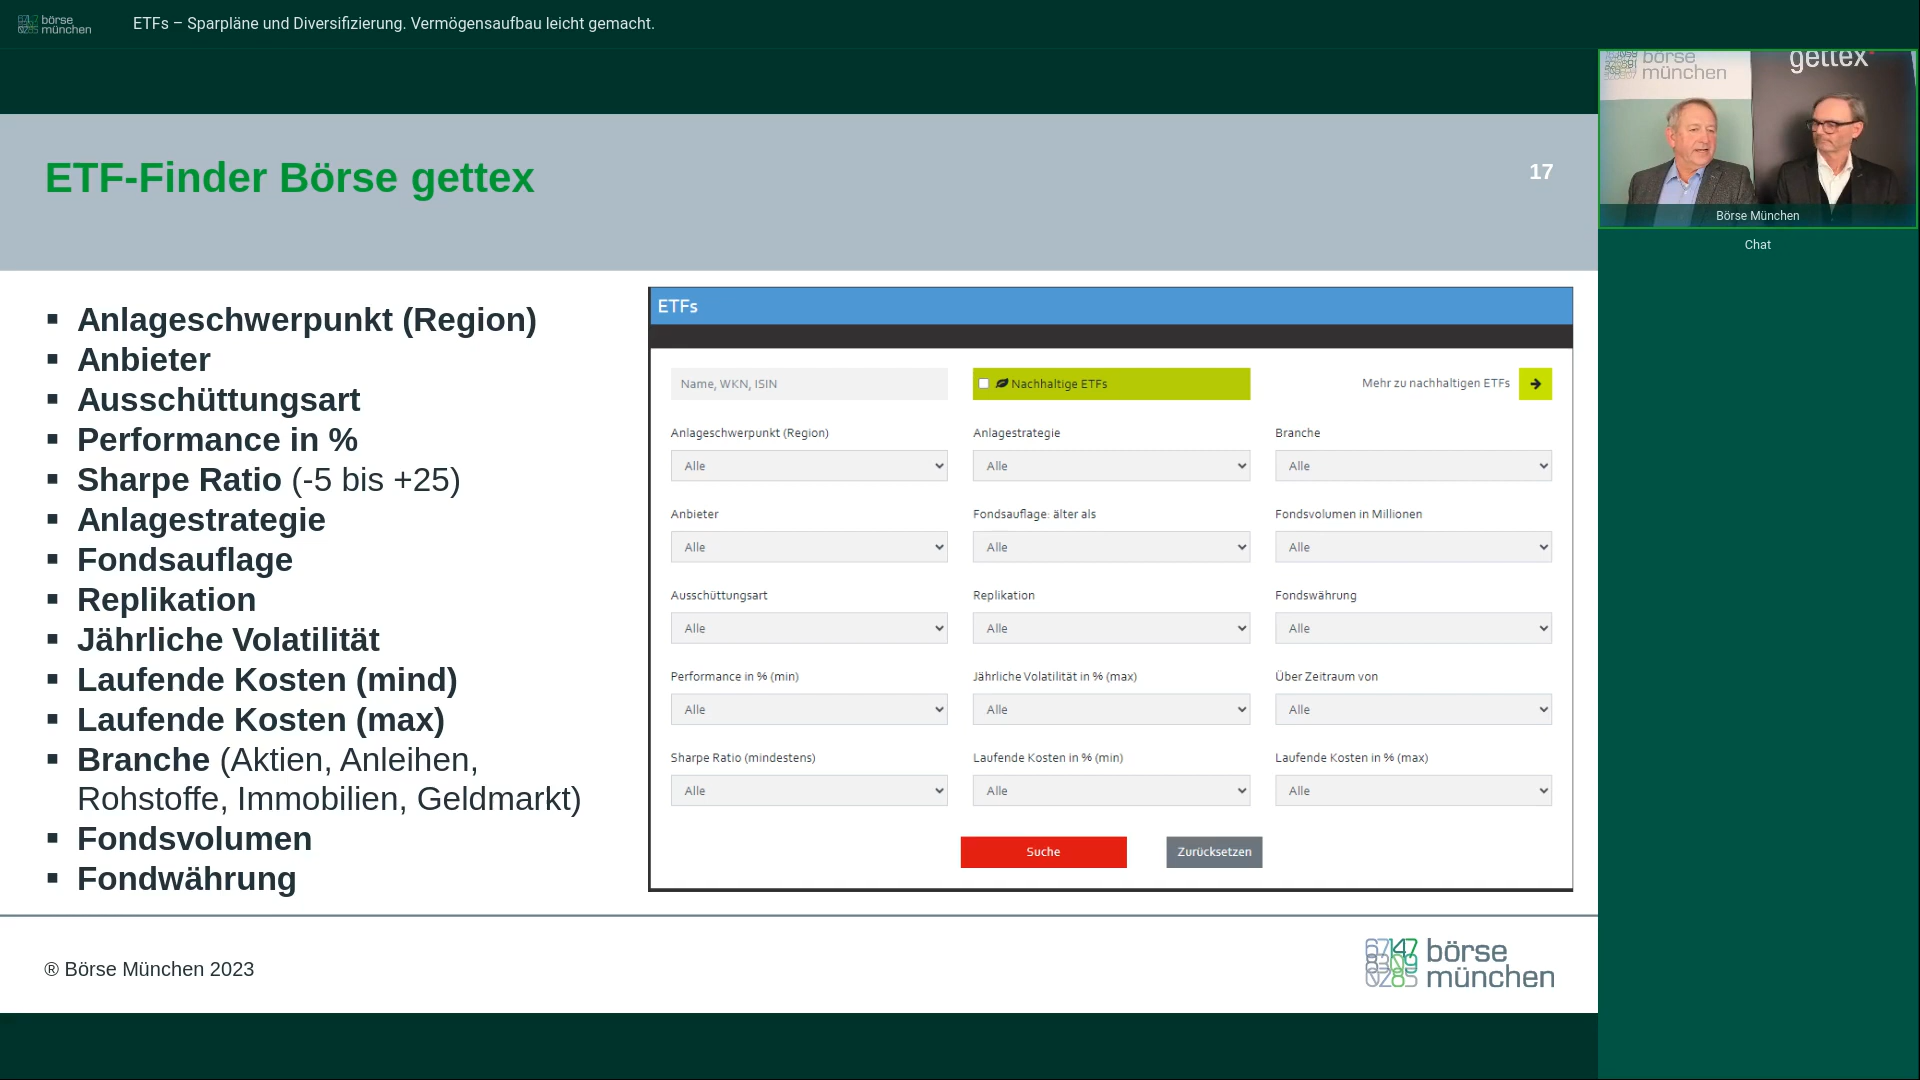 börse
münchen
ETFs – Sparpläne und Diversifizierung. Vermögensaufbau leicht gemacht.
ETF-Finder Börse gettex
17
börse
münchen
gettex
Börse München
Chat
▪ Anlageschwerpunkt (Region)
▪ Anbieter
▪ Ausschüttungsart
▪ Performance in %
▪ Sharpe Ratio (-5 bis +25)
▪ Anlagestrategie
▪ Fondsauflage
▪ Replikation
▪ Jährliche Volatilität
▪ Laufende Kosten (mind)
▪ Laufende Kosten (max)
▪ Branche (Aktien, Anleihen,
Rohstoffe, Immobilien, Geldmarkt)
▪ Fondsvolumen
▪ Fondwährung
ETFs
Name, WKN, ISIN
Nachhaltige ETFs
Mehr zu nachhaltigen ETFs
Anlageschwerpunkt (Region) Anlagestrategie Branche
Alle Alle Alle
Anbieter Fondsauflage: älter als Fondsvolumen in Millionen
Alle Alle Alle
Ausschüttungsart Replikation Fondswährung
Alle Alle Alle
Performance in % (min) Jährliche Volatilität in % (max) Über Zeitraum von
Alle Alle Alle
Sharpe Ratio (mindestens) Laufende Kosten in % (min) Laufende Kosten in % (max)
Alle Alle Alle
Suche Zurücksetzen
® Börse München 2023
börse
münchen